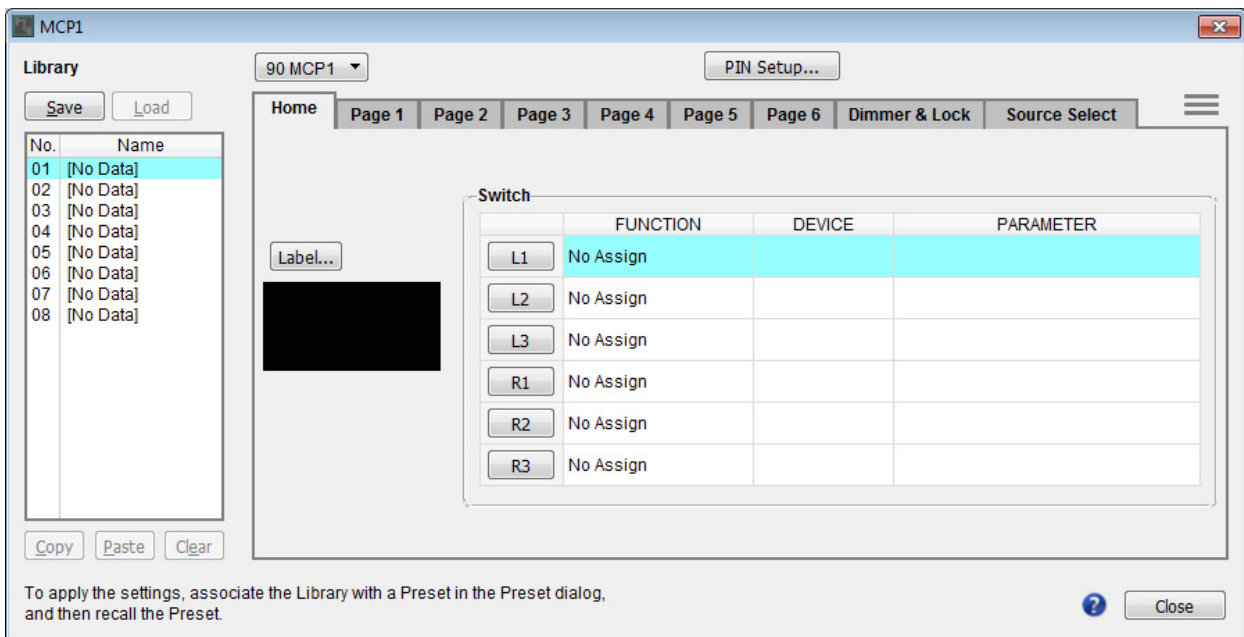 MCP1
Library
90 MCP1
PIN Setup...
Save Load
Home Page 1 Page 2 Page 3 Page 4 Page 5 Page 6 Dimmer & Lock Source Select
No. Name
01 [No Data]
02 [No Data]
03 [No Data]
04 [No Data]
05 [No Data]
06 [No Data]
07 [No Data]
08 [No Data]
Label...
Switch
FUNCTION DEVICE PARAMETER
L1 No Assign
L2 No Assign
L3 No Assign
R1 No Assign
R2 No Assign
R3 No Assign
Copy Paste Clear
To apply the settings, associate the Library with a Preset in the Preset dialog,
and then recall the Preset.
? Close